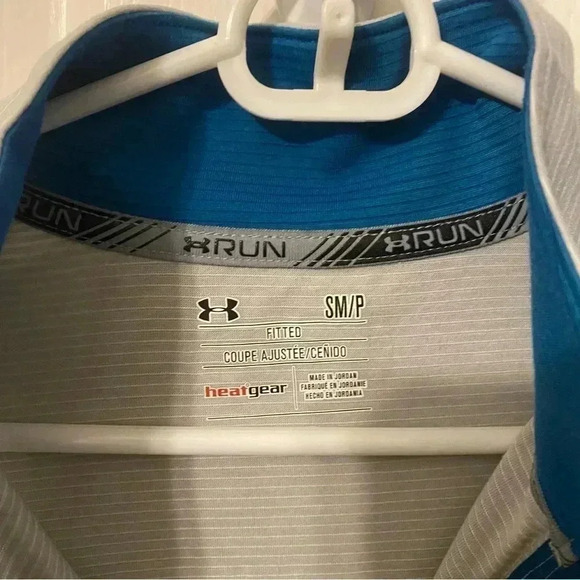 RUN RUN RUN
SM/P
FITTED
COUPE AJUSTÉE/CEÑIDO
heatgear
MADE IN JORDAN
FABRIQUÉ EN JORDANIE
HECHO EN JORDANIA